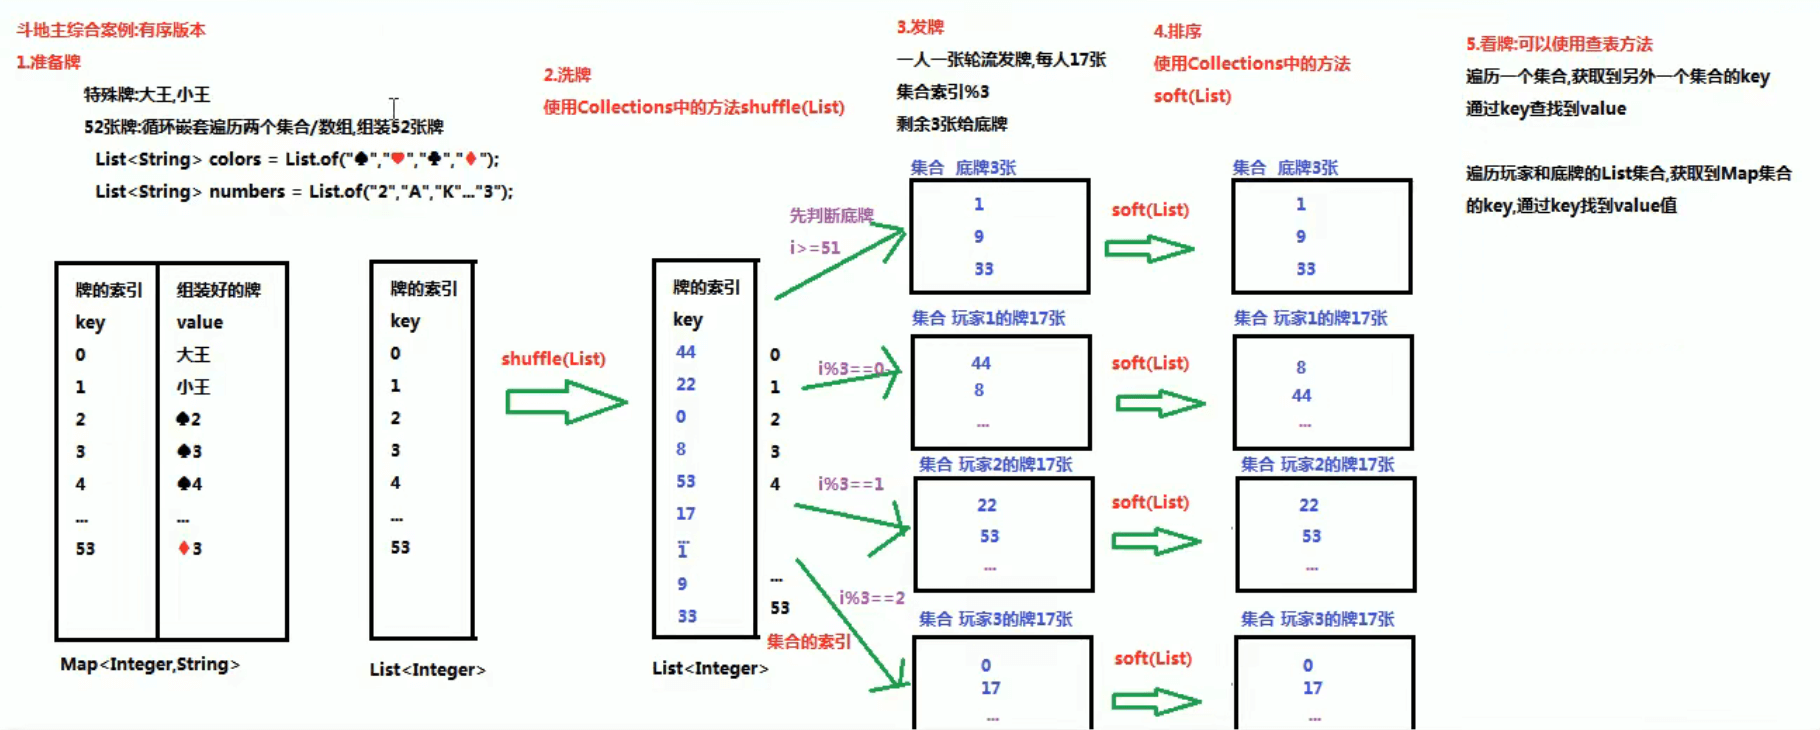 斗地主综合案例:有序版本
1.准备牌
特殊牌:大王,小王
52张牌:循环嵌套遍历两个集合/数组,组装52张牌
List<String> colors = List.of("♠","♥","♣","♦");
List<String> numbers = List.of("2","A","K"..."3");
牌的索引 组装好的牌
key value
0 大王
1 小王
2 ♠2
3 ♠3
4 ♠4
... ...
53 ♦3
Map<Integer,String>
牌的索引
key
0
1
2
3
4
...
53
List<Integer>
2.洗牌
使用Collections中的方法shuffle(List)
shuffle(List)
牌的索引
key
44 0
22 1
0 2
8 3
53 4
17
...
1
9 ...
33 53
集合的索引
List<Integer>
3.发牌
一人一张轮流发牌,每人17张
集合索引%3
剩余3张给底牌
先判断底牌
i>=51
i%3==0
i%3==1
i%3==2
集合 底牌3张
1
9
33
集合 玩家1的牌17张
44
8
...
集合 玩家2的牌17张
22
53
...
集合 玩家3的牌17张
0
17
...
4.排序
使用Collections中的方法
soft(List)
soft(List)
soft(List)
soft(List)
soft(List)
集合 底牌3张
1
9
33
集合 玩家1的牌17张
8
44
...
集合 玩家2的牌17张
22
53
...
集合 玩家3的牌17张
0
17
...
5.看牌:可以使用查表方法
遍历一个集合,获取到另外一个集合的key
通过key查找到value
遍历玩家和底牌的List集合,获取到Map集合
的key,通过key找到value值